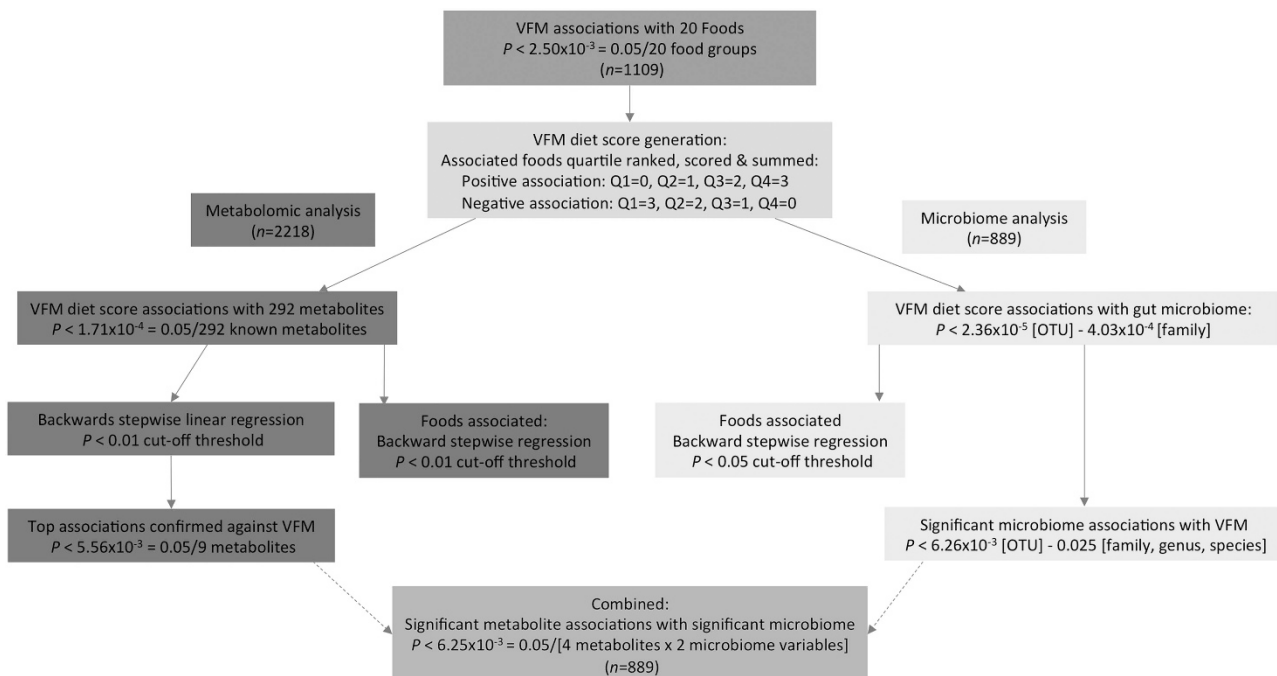 VFM associations with 20 Foods
P < 2.50x10⁻³ = 0.05/20 food groups
(n=1109)
VFM diet score generation:
Associated foods quartile ranked, scored & summed:
Positive association: Q1=0, Q2=1, Q3=2, Q4=3
Negative association: Q1=3, Q2=2, Q3=1, Q4=0
Metabolomic analysis
(n=2218)
Microbiome analysis
(n=889)
VFM diet score associations with 292 metabolites
P < 1.71x10⁻⁴ = 0.05/292 known metabolites
VFM diet score associations with gut microbiome:
P < 2.36x10⁻⁵ [OTU] - 4.03x10⁻⁴ [family]
Backwards stepwise linear regression
P < 0.01 cut-off threshold
Foods associated:
Backward stepwise regression
P < 0.01 cut-off threshold
Foods associated
Backward stepwise regression
P < 0.05 cut-off threshold
Top associations confirmed against VFM
P < 5.56x10⁻³ = 0.05/9 metabolites
Significant microbiome associations with VFM
P < 6.26x10⁻³ [OTU] - 0.025 [family, genus, species]
Combined:
Significant metabolite associations with significant microbiome
P < 6.25x10⁻³ = 0.05/[4 metabolites x 2 microbiome variables]
(n=889)